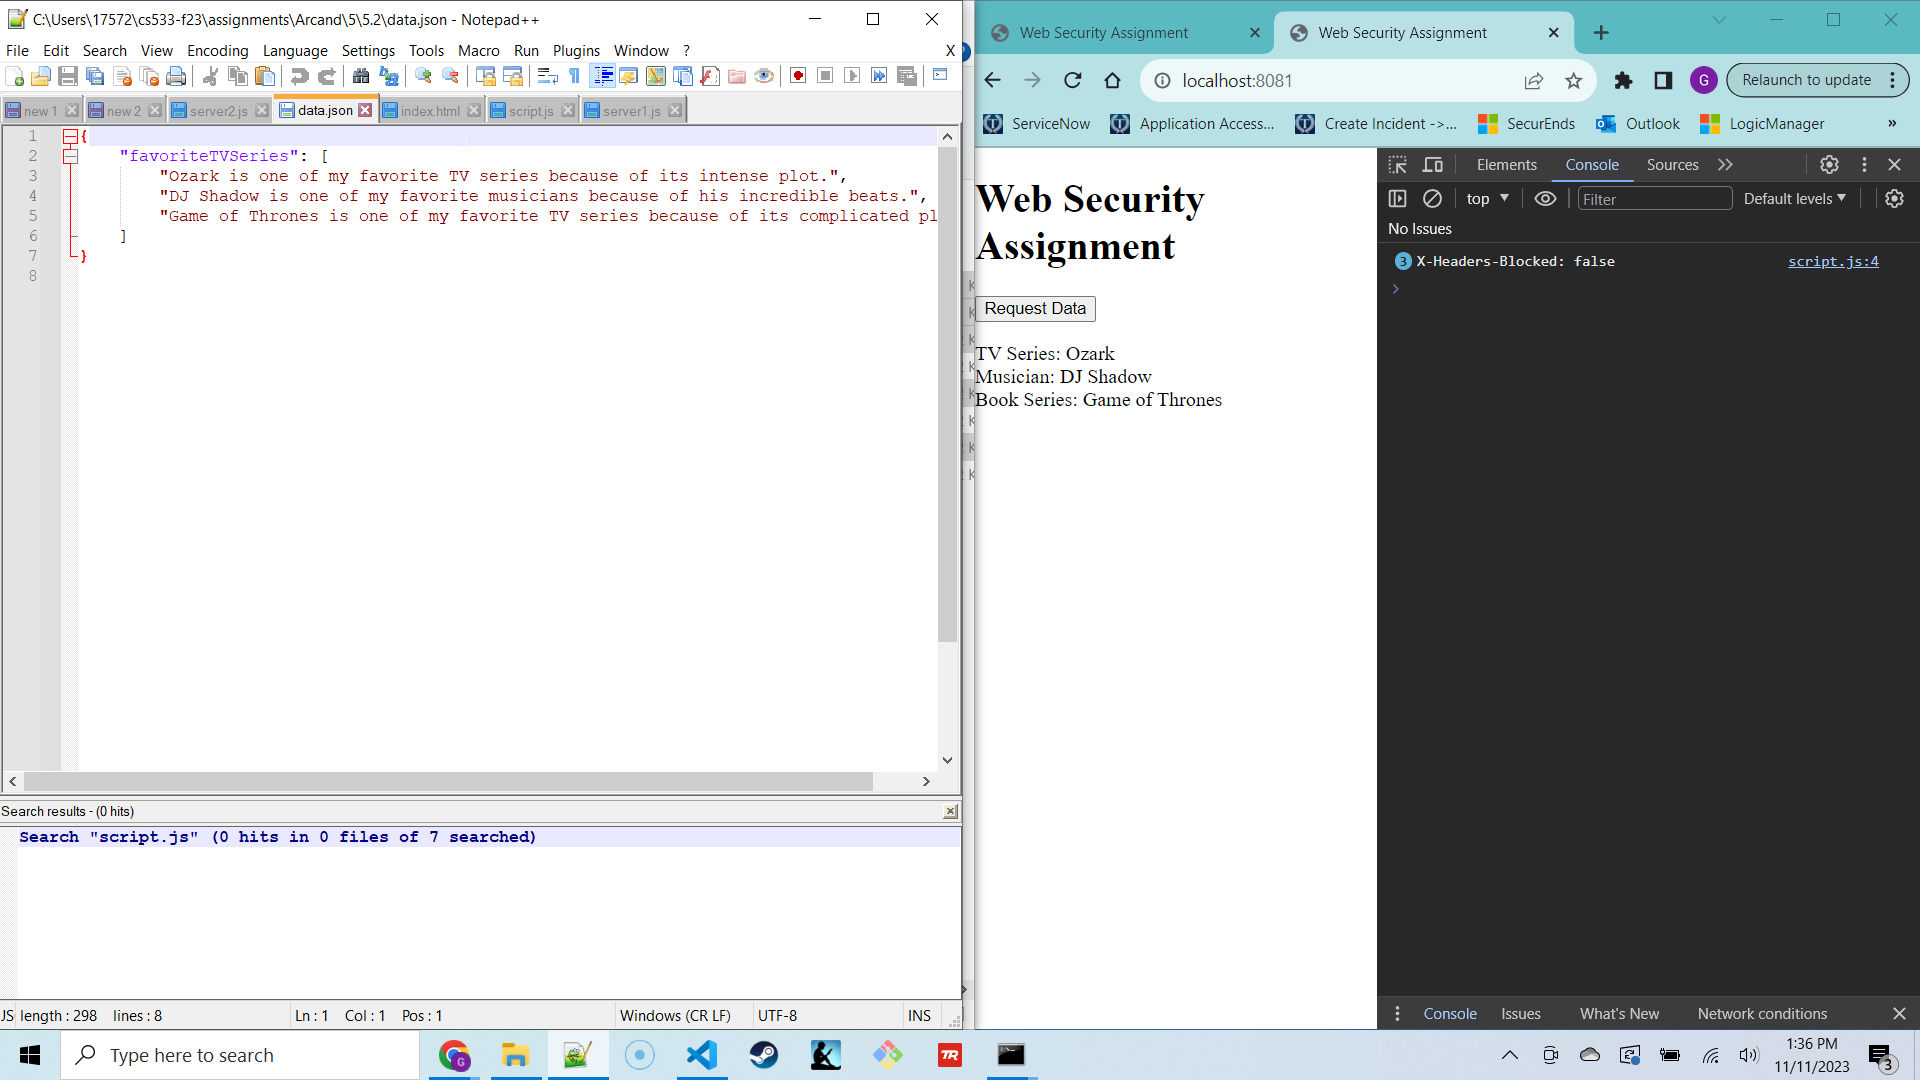 C:\Users\17572\cs533-f23\assignments\Arcand\5\5.2\data.json - Notepad++
File Edit Search View Encoding Language Settings Tools Macro Run Plugins Window ? X
new 1 new 2 server2.js data.json index.html script.js server1.js
1 {
2 "favoriteTVSeries": [
3 "Ozark is one of my favorite TV series because of its intense plot.",
4 "DJ Shadow is one of my favorite musicians because of his incredible beats.",
5 "Game of Thrones is one of my favorite TV series because of its complicated pl
6 ]
7 }
8
Search results - (0 hits)
Search "script.js" (0 hits in 0 files of 7 searched)
JS length : 298 lines : 8 Ln : 1 Col : 1 Pos : 1 Windows (CR LF) UTF-8 INS
Web Security Assignment Web Security Assignment
localhost:8081 G Relaunch to update
ServiceNow Application Access... Create Incident ->... SecurEnds Outlook LogicManager »
Web Security
Assignment
Request Data
TV Series: Ozark
Musician: DJ Shadow
Book Series: Game of Thrones
Elements Console Sources
top Filter Default levels
No Issues
3 X-Headers-Blocked: false script.js:4
Console Issues What's New Network conditions
Type here to search
1:36 PM
11/11/2023
3